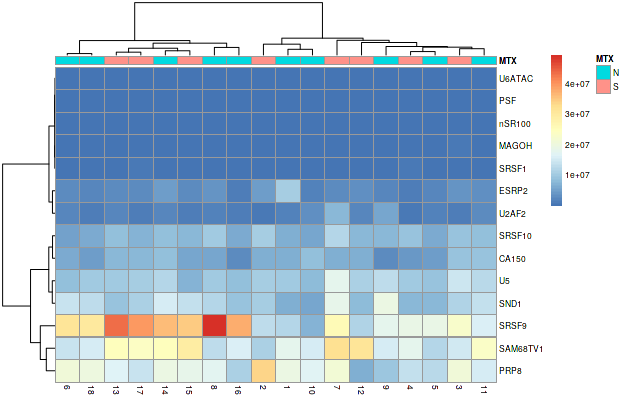 MTX
U6ATAC
PSF
nSR100
MAGOH
SRSF1
ESRP2
U2AF2
SRSF10
CA150
U5
SND1
SRSF9
SAM68TV1
PRP8
6 18 13 17 14 15 8 16 2 1 10 7 12 9 4 5 3 11
4e+07
3e+07
2e+07
1e+07
MTX
N
S